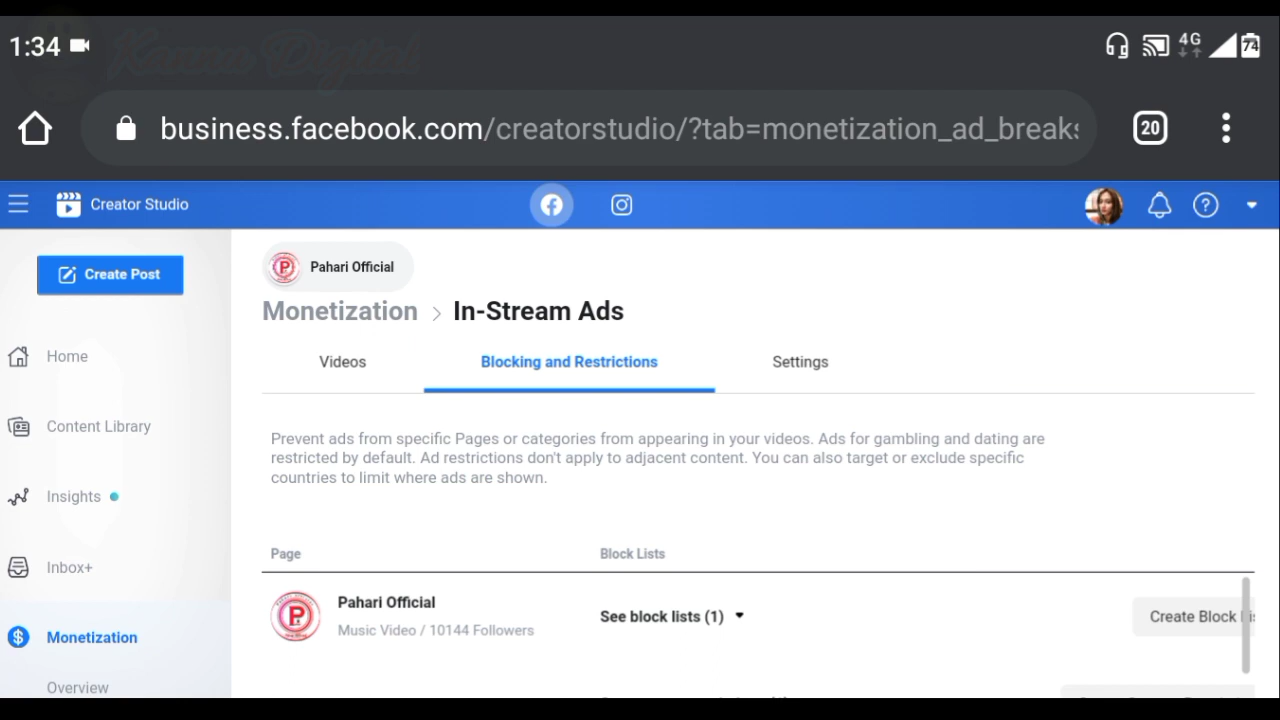 Kanna Digital
1:34
4G
74
business.facebook.com/creatorstudio/?tab=monetization_ad_breaks
20
Creator Studio
Create Post
Pahari Official
Monetization > In-Stream Ads
Home
Videos
Blocking and Restrictions
Settings
Content Library
Prevent ads from specific Pages or categories from appearing in your videos. Ads for gambling and dating are
restricted by default. Ad restrictions don't apply to adjacent content. You can also target or exclude specific
countries to limit where ads are shown.
Insights
Page
Block Lists
Inbox+
P
Pahari Official
Music Video / 10144 Followers
See block lists (1)
Create Block
Monetization
Overview